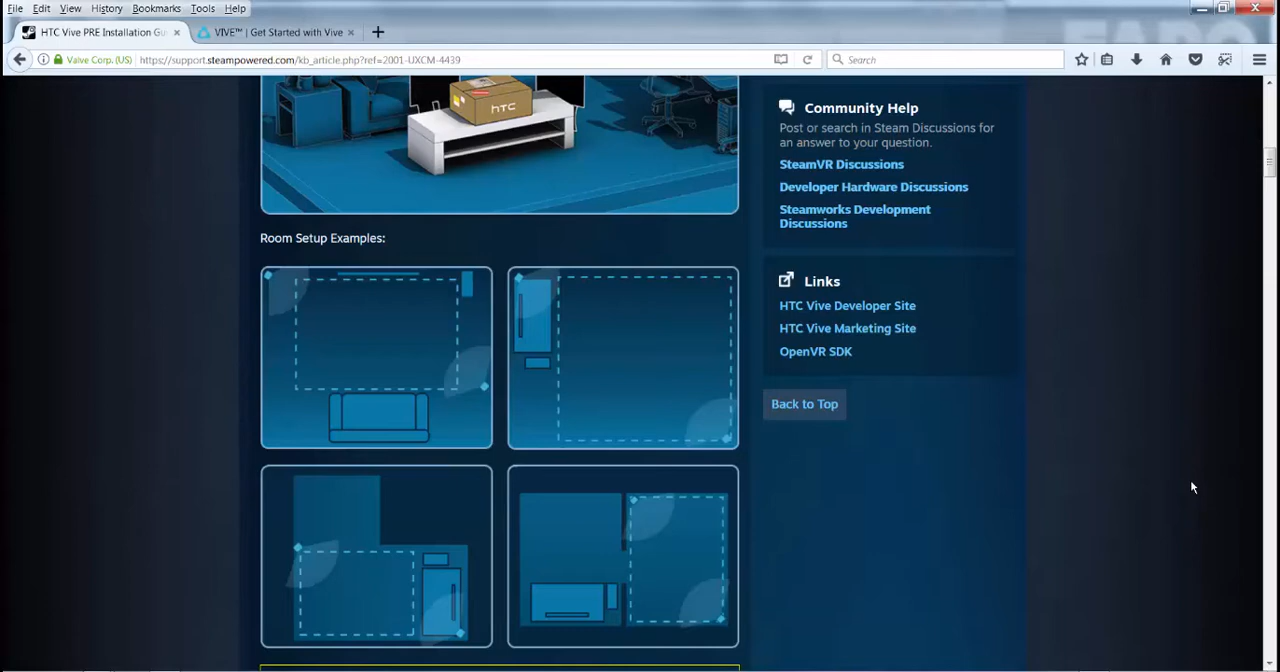 File Edit View History Bookmarks Tools Help
HTC Vive PRE Installation Gu × VIVE™ | Get Started with Vive × +
Valve Corp. (US) https://support.steampowered.com/kb_article.php?ref=2001-UXCM-4439 Search
hTC
Room Setup Examples:
Community Help
Post or search in Steam Discussions for
an answer to your question.
SteamVR Discussions
Developer Hardware Discussions
Steamworks Development
Discussions
Links
HTC Vive Developer Site
HTC Vive Marketing Site
OpenVR SDK
Back to Top